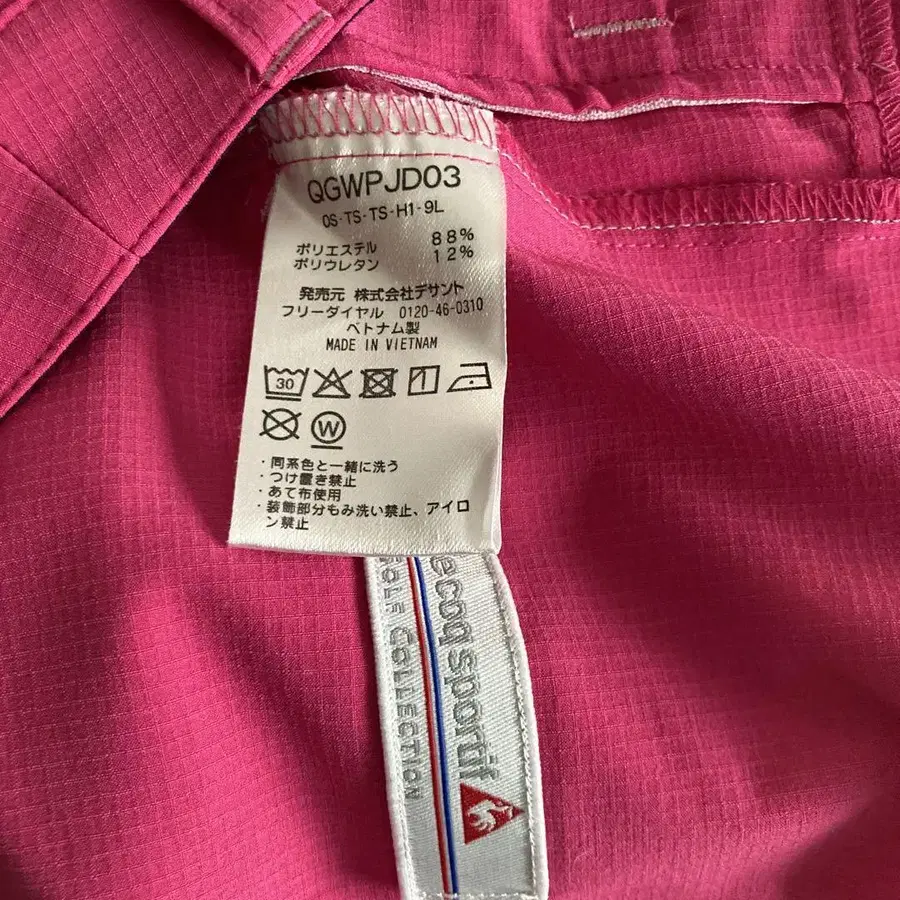 QGWPJD03
OS-TS-TS-H1-9L
ポリエステル 88%
ポリウレタン 12%
発売元 株式会社デサント
フリーダイヤル 0120-46-0310
ベトナム製
MADE IN VIETNAM
30
W
・同系色と一緒に洗う
・つけ置き禁止
・あて布使用
・装飾部分もみ洗い禁止、アイロ
ン禁止
le coq sportif
GOLF COLLECTION